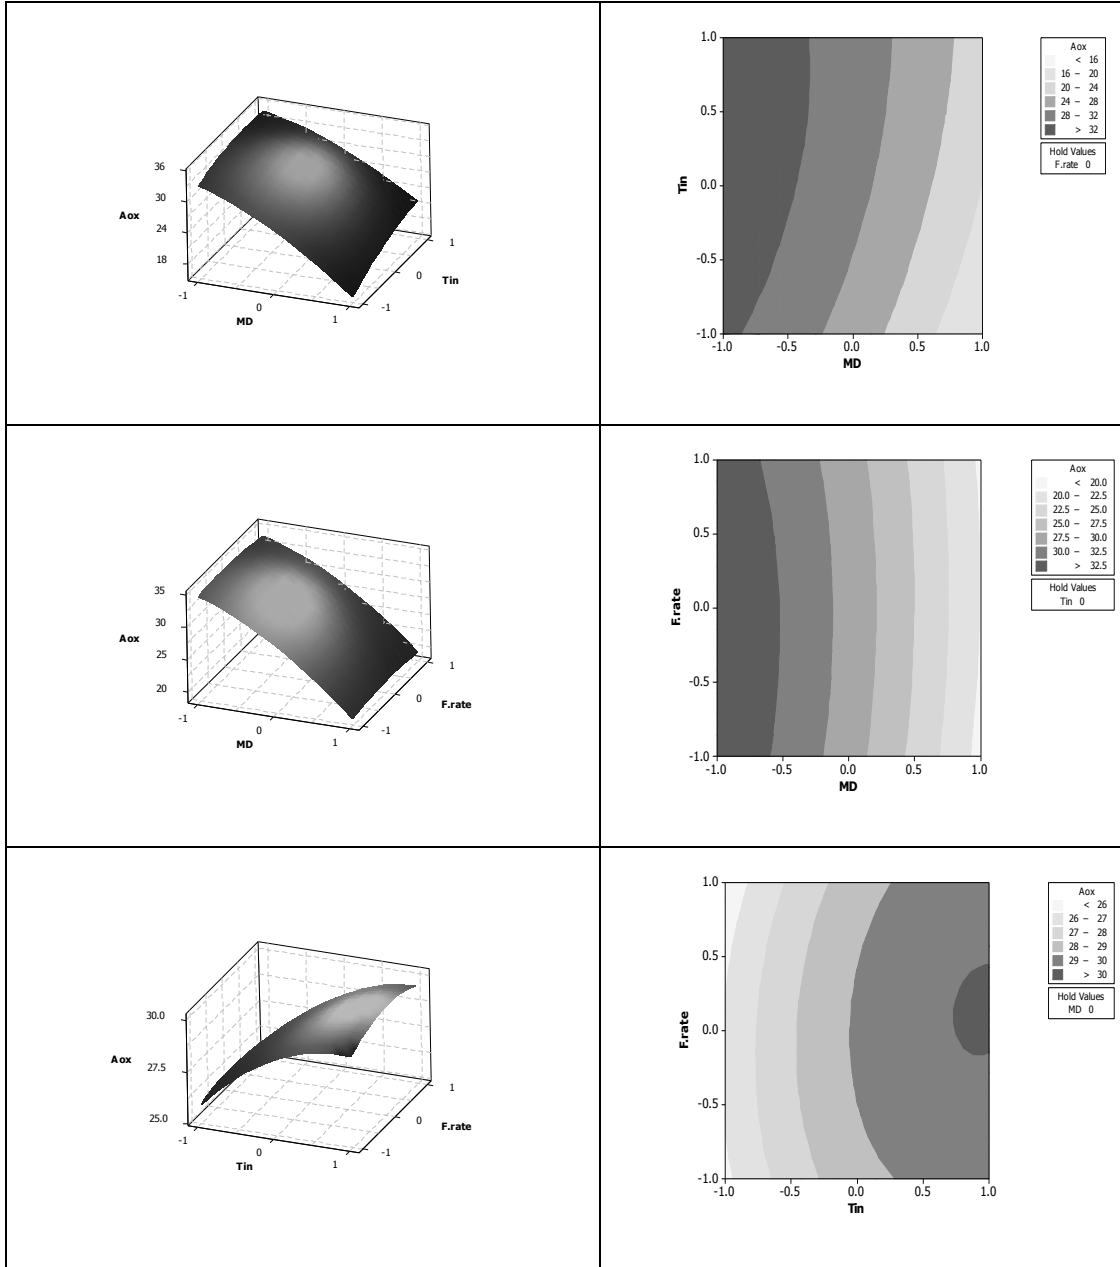 36
30
24
18
Aox
-1
0
1
MD
-1
0
1
Tin
1.0
0.5
0.0
-0.5
-1.0
Tin
-1.0
-0.5
0.0
0.5
1.0
MD
Aox
< 16
16 – 20
20 – 24
24 – 28
28 – 32
> 32
Hold Values
F.rate 0
35
30
25
20
Aox
-1
0
1
MD
-1
0
1
F.rate
1.0
0.5
0.0
-0.5
-1.0
F.rate
-1.0
-0.5
0.0
0.5
1.0
MD
Aox
< 20.0
20.0 – 22.5
22.5 – 25.0
25.0 – 27.5
27.5 – 30.0
30.0 – 32.5
> 32.5
Hold Values
Tin 0
30.0
27.5
25.0
Aox
-1
0
1
Tin
-1
0
1
F.rate
1.0
0.5
0.0
-0.5
-1.0
F.rate
-1.0
-0.5
0.0
0.5
1.0
Tin
Aox
< 26
26 – 27
27 – 28
28 – 29
29 – 30
> 30
Hold Values
MD 0